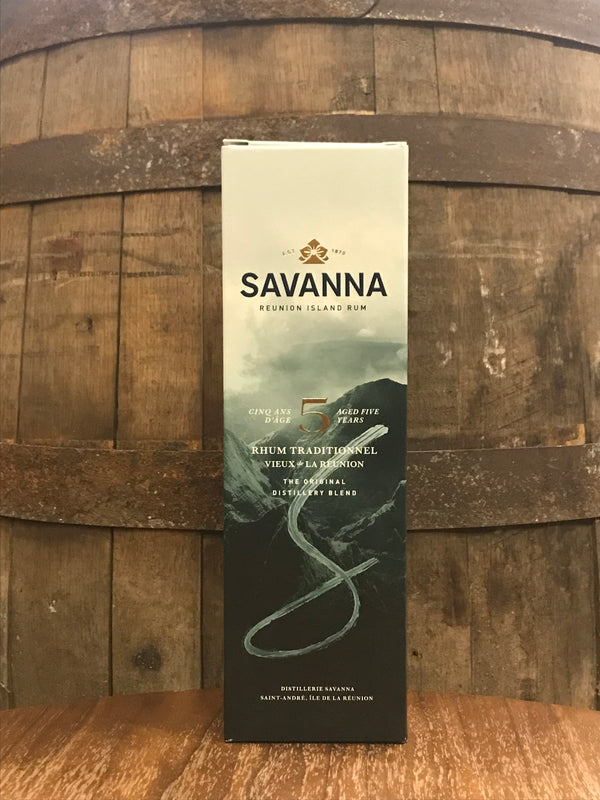 EST 1870
SAVANNA
REUNION ISLAND RUM
CINQ ANS D'ÂGE
5
AGED FIVE YEARS
RHUM TRADITIONNEL
VIEUX de LA RÉUNION
THE ORIGINAL
DISTILLERY BLEND
DISTILLERIE SAVANNA
SAINT-ANDRÉ, ÎLE DE LA RÉUNION